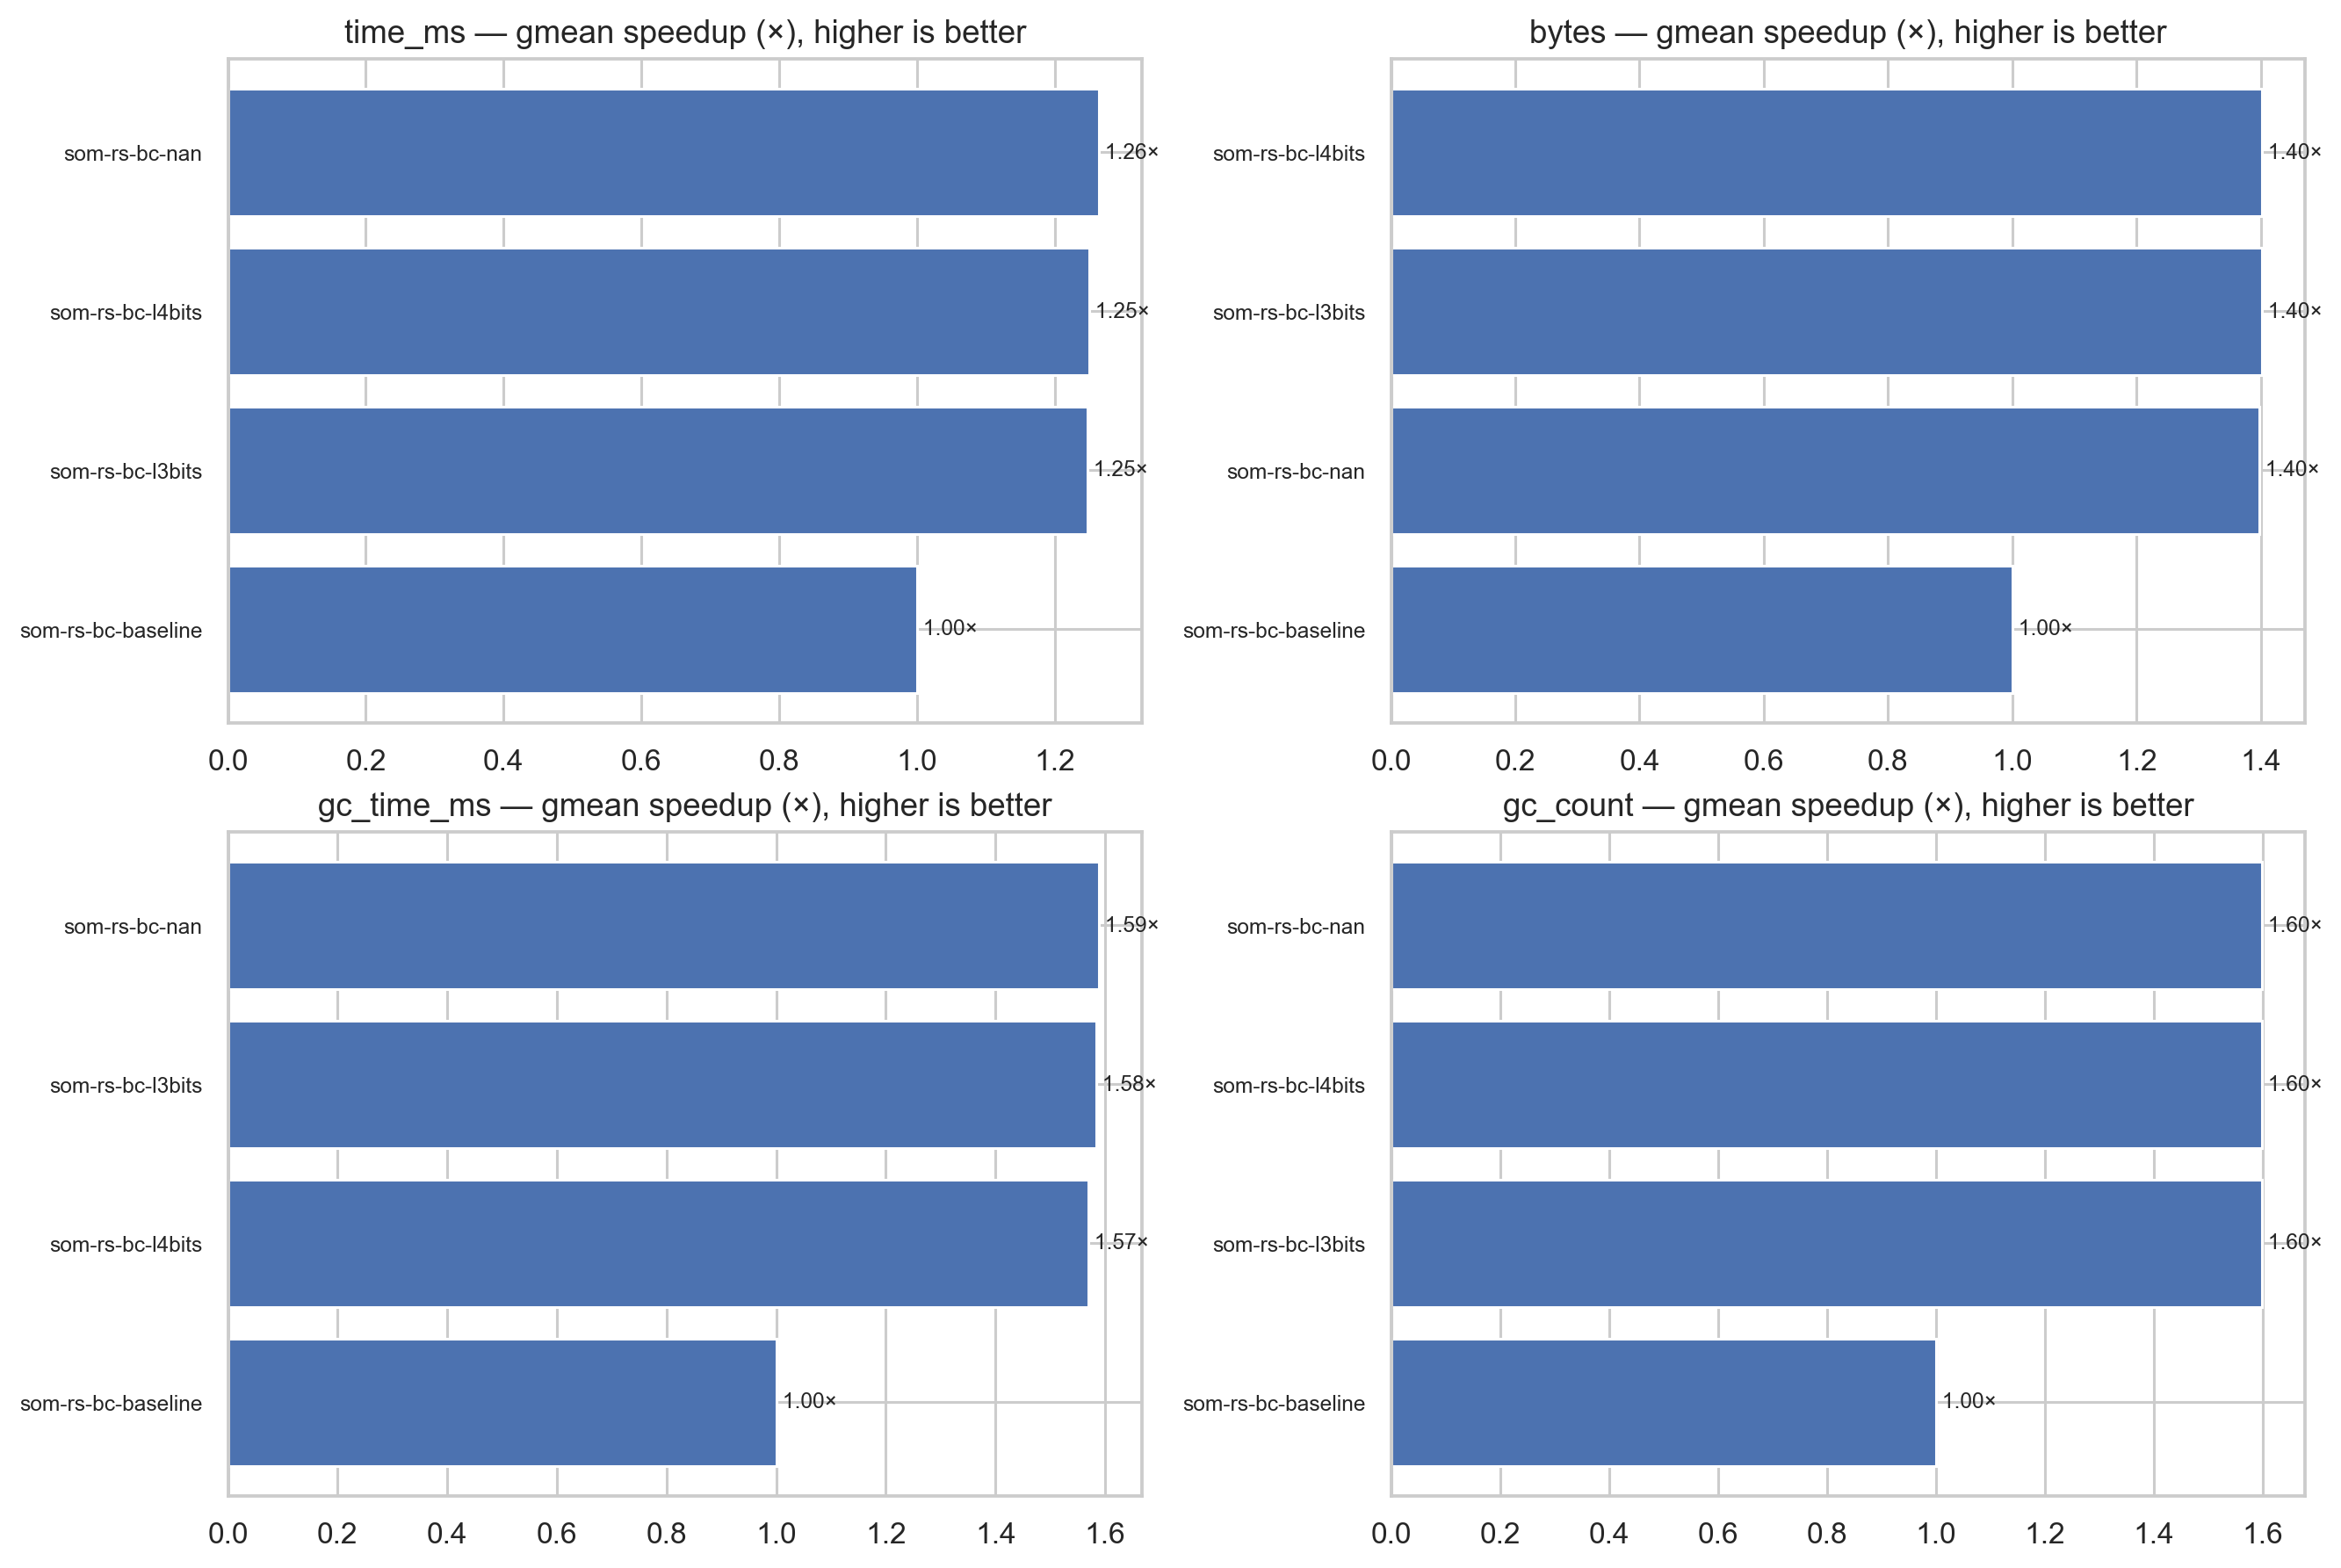 time_ms — gmean speedup (×), higher is better
som-rs-bc-nan
1.26×
som-rs-bc-l4bits
1.25×
som-rs-bc-l3bits
1.25×
som-rs-bc-baseline
1.00×
0.0 0.2 0.4 0.6 0.8 1.0 1.2
bytes — gmean speedup (×), higher is better
som-rs-bc-l4bits
1.40×
som-rs-bc-l3bits
1.40×
som-rs-bc-nan
1.40×
som-rs-bc-baseline
1.00×
0.0 0.2 0.4 0.6 0.8 1.0 1.2 1.4
gc_time_ms — gmean speedup (×), higher is better
som-rs-bc-nan
1.59×
som-rs-bc-l3bits
1.58×
som-rs-bc-l4bits
1.57×
som-rs-bc-baseline
1.00×
0.0 0.2 0.4 0.6 0.8 1.0 1.2 1.4 1.6
gc_count — gmean speedup (×), higher is better
som-rs-bc-nan
1.60×
som-rs-bc-l4bits
1.60×
som-rs-bc-l3bits
1.60×
som-rs-bc-baseline
1.00×
0.0 0.2 0.4 0.6 0.8 1.0 1.2 1.4 1.6